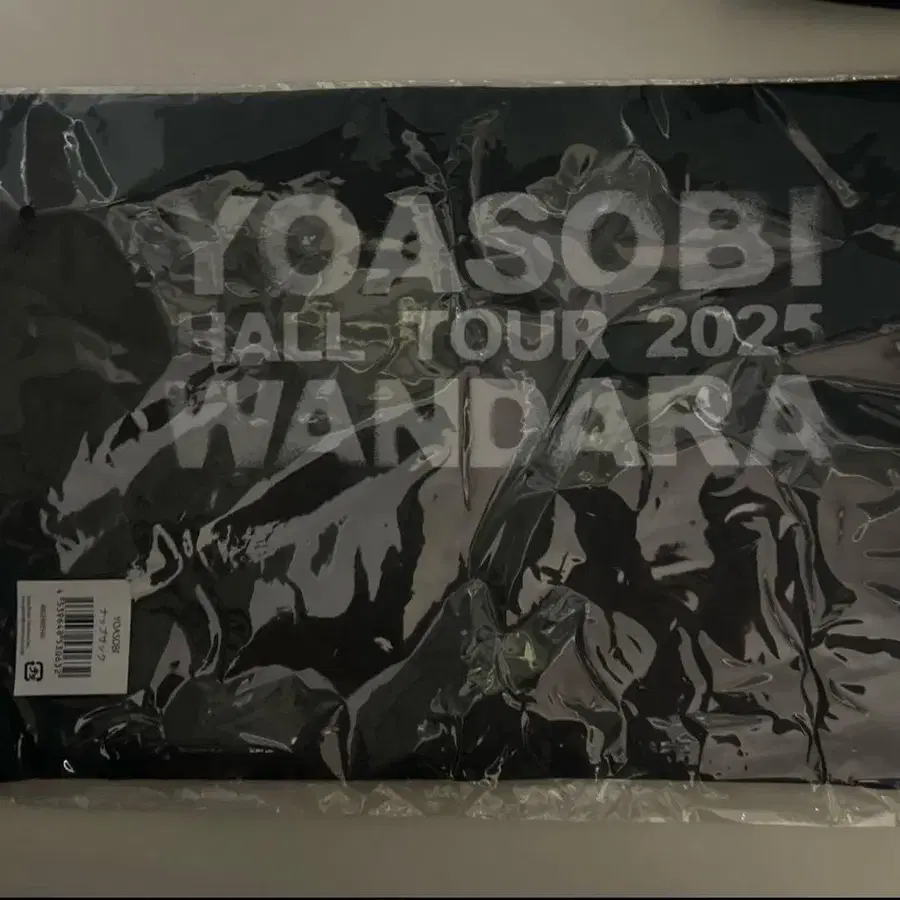 YOASOBI
HALL TOUR 2025
WANDARA
YOASOBI
ナップサック